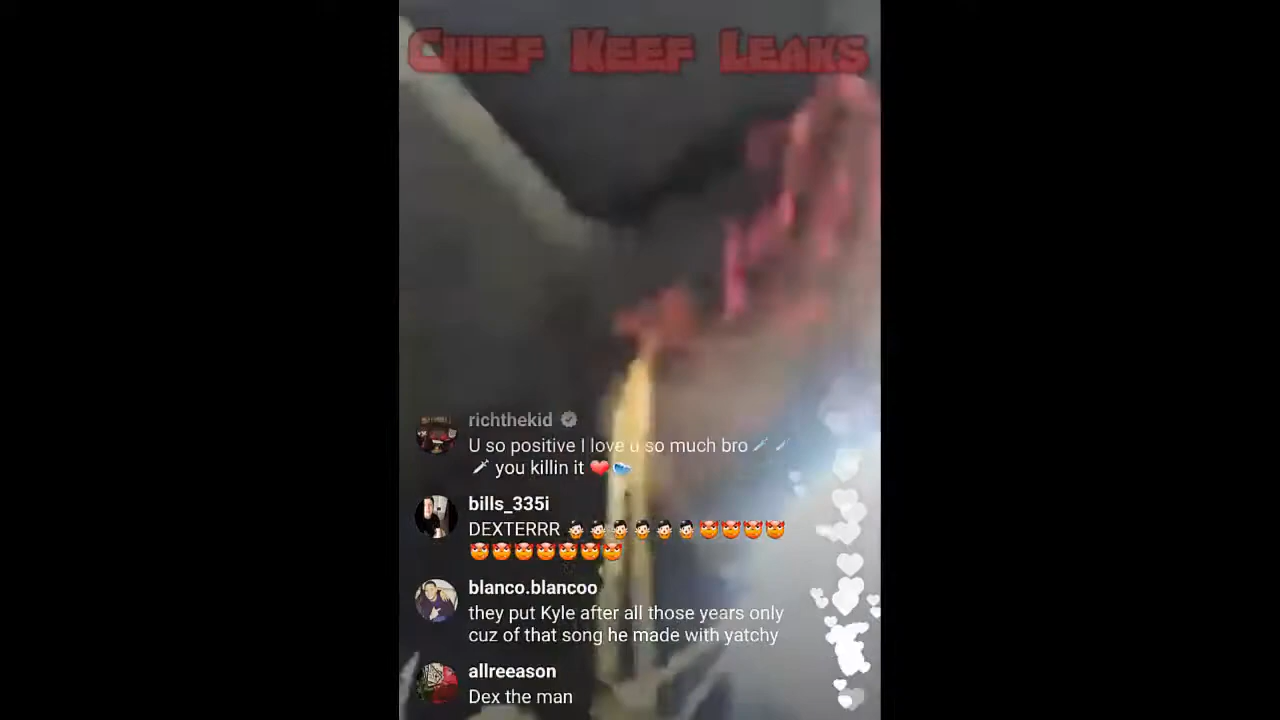 Chief Keef Leaks
richthekid
U so positive I love u so much bro
you killin it
bills_335i
DEXTERRR
blanco.blancoo
they put Kyle after all those years only
cuz of that song he made with yatchy
allreeason
Dex the man